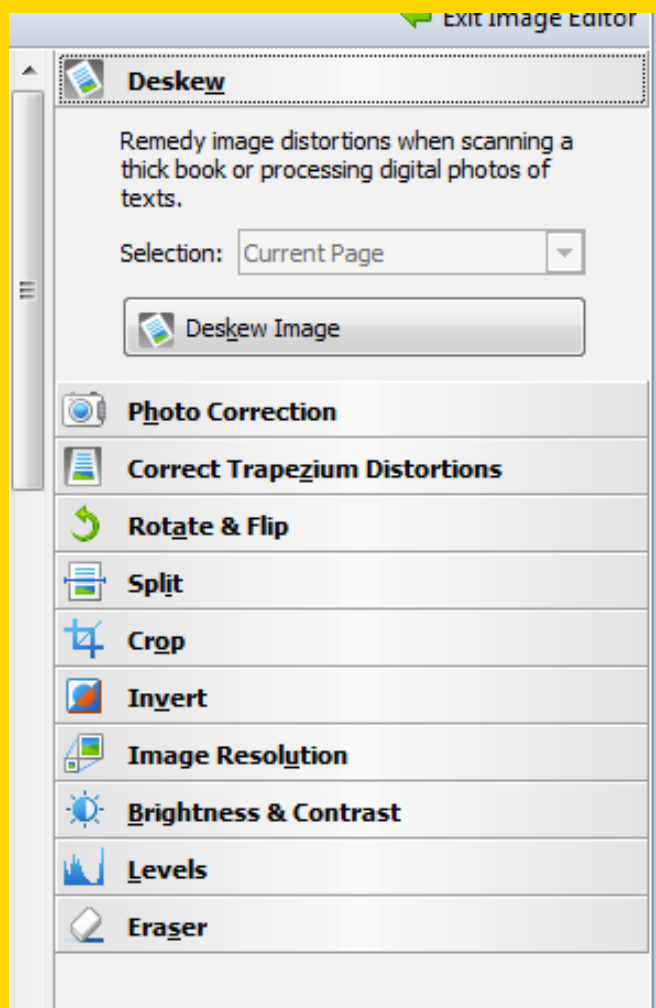 Exit Image Editor
Deskew
Remedy image distortions when scanning a
thick book or processing digital photos of
texts.
Selection: Current Page
Deskew Image
Photo Correction
Correct Trapezium Distortions
Rotate & Flip
Split
Crop
Invert
Image Resolution
Brightness & Contrast
Levels
Eraser